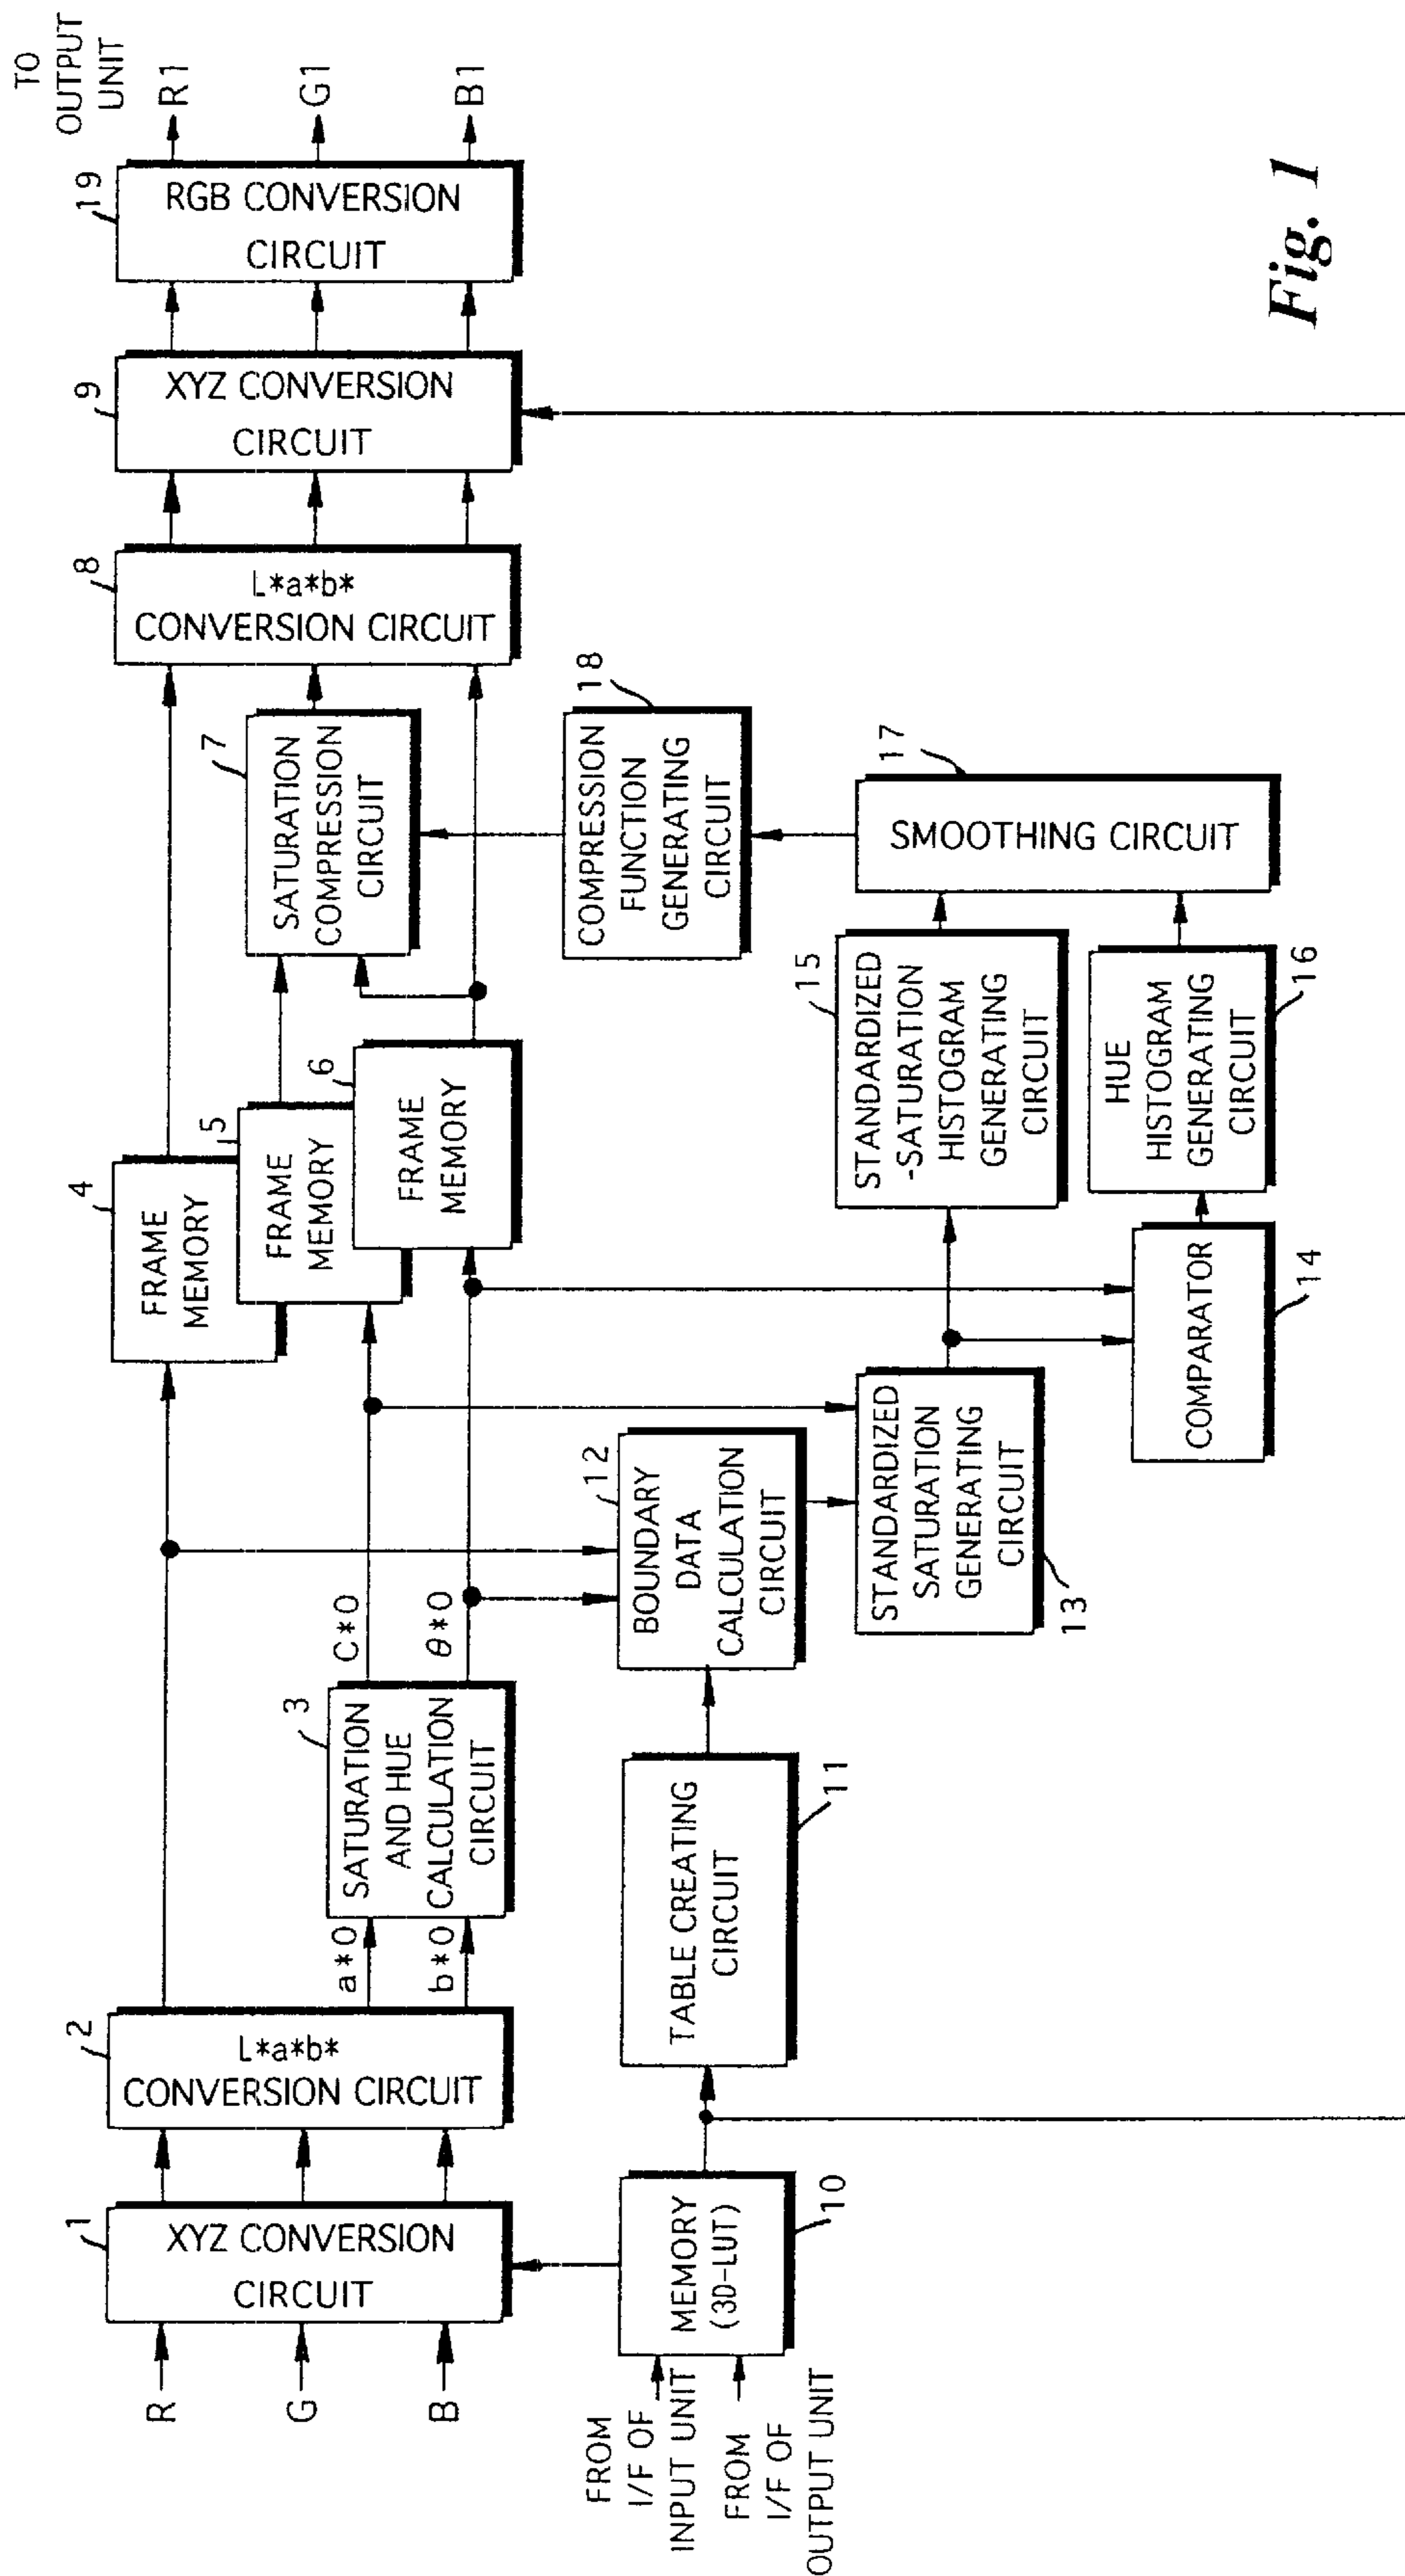 R
G
B
1
XYZ CONVERSION
CIRCUIT
2
L*a*b*
CONVERSION CIRCUIT
a*0
b*0
3
SATURATION
AND HUE
CALCULATION
CIRCUIT
C*0
θ*0
4
FRAME
MEMORY
5
FRAME
MEMORY
6
FRAME
MEMORY
7
SATURATION
COMPRESSION
CIRCUIT
8
L*a*b*
CONVERSION CIRCUIT
9
XYZ CONVERSION
CIRCUIT
19
RGB CONVERSION
CIRCUIT
TO
OUTPUT
UNIT
R1
G1
B1
FROM
I/F OF
INPUT UNIT
FROM
I/F OF
OUTPUT UNIT
MEMORY
(3D-LUT)
10
TABLE CREATING
CIRCUIT
11
12
BOUNDARY
DATA
CALCULATION
CIRCUIT
STANDARDIZED
SATURATION
GENERATING
CIRCUIT
13
COMPARATOR
14
15
STANDARDIZED
-SATURATION
HISTOGRAM
GENERATING
CIRCUIT
HUE
HISTOGRAM
GENERATING
CIRCUIT
16
17
SMOOTHING CIRCUIT
18
COMPRESSION
FUNCTION
GENERATING
CIRCUIT
Fig. 1